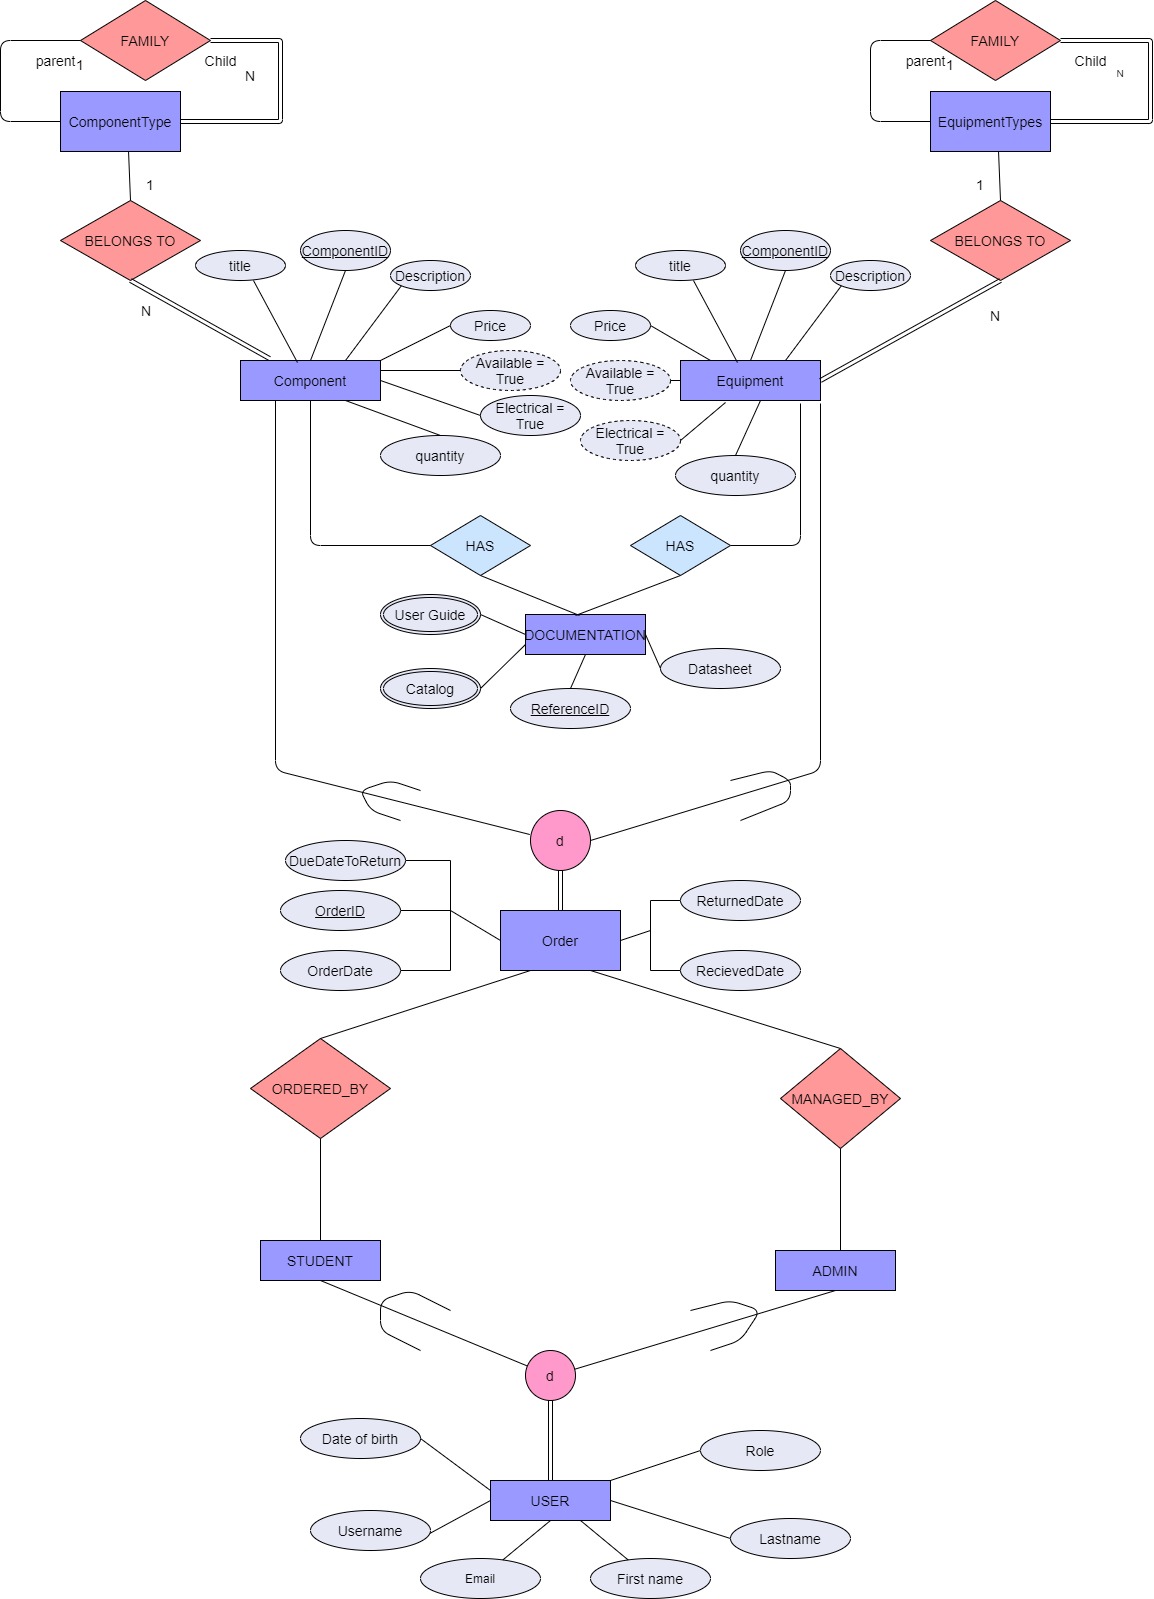 FAMILY
FAMILY
parent
1
Child
N
parent
1
Child
N
ComponentType
EquipmentTypes
1
1
BELONGS TO
BELONGS TO
title
ComponentID
Description
title
ComponentID
Description
N
N
Price
Price
Available =
True
Available =
True
Component
Equipment
Electrical =
True
Electrical =
True
quantity
quantity
HAS
HAS
User Guide
DOCUMENTATION
Datasheet
Catalog
ReferenceID
d
DueDateToReturn
OrderID
OrderDate
Order
ReturnedDate
RecievedDate
ORDERED_BY
MANAGED_BY
STUDENT
ADMIN
d
Date of birth
Role
USER
Username
Lastname
Email
First name